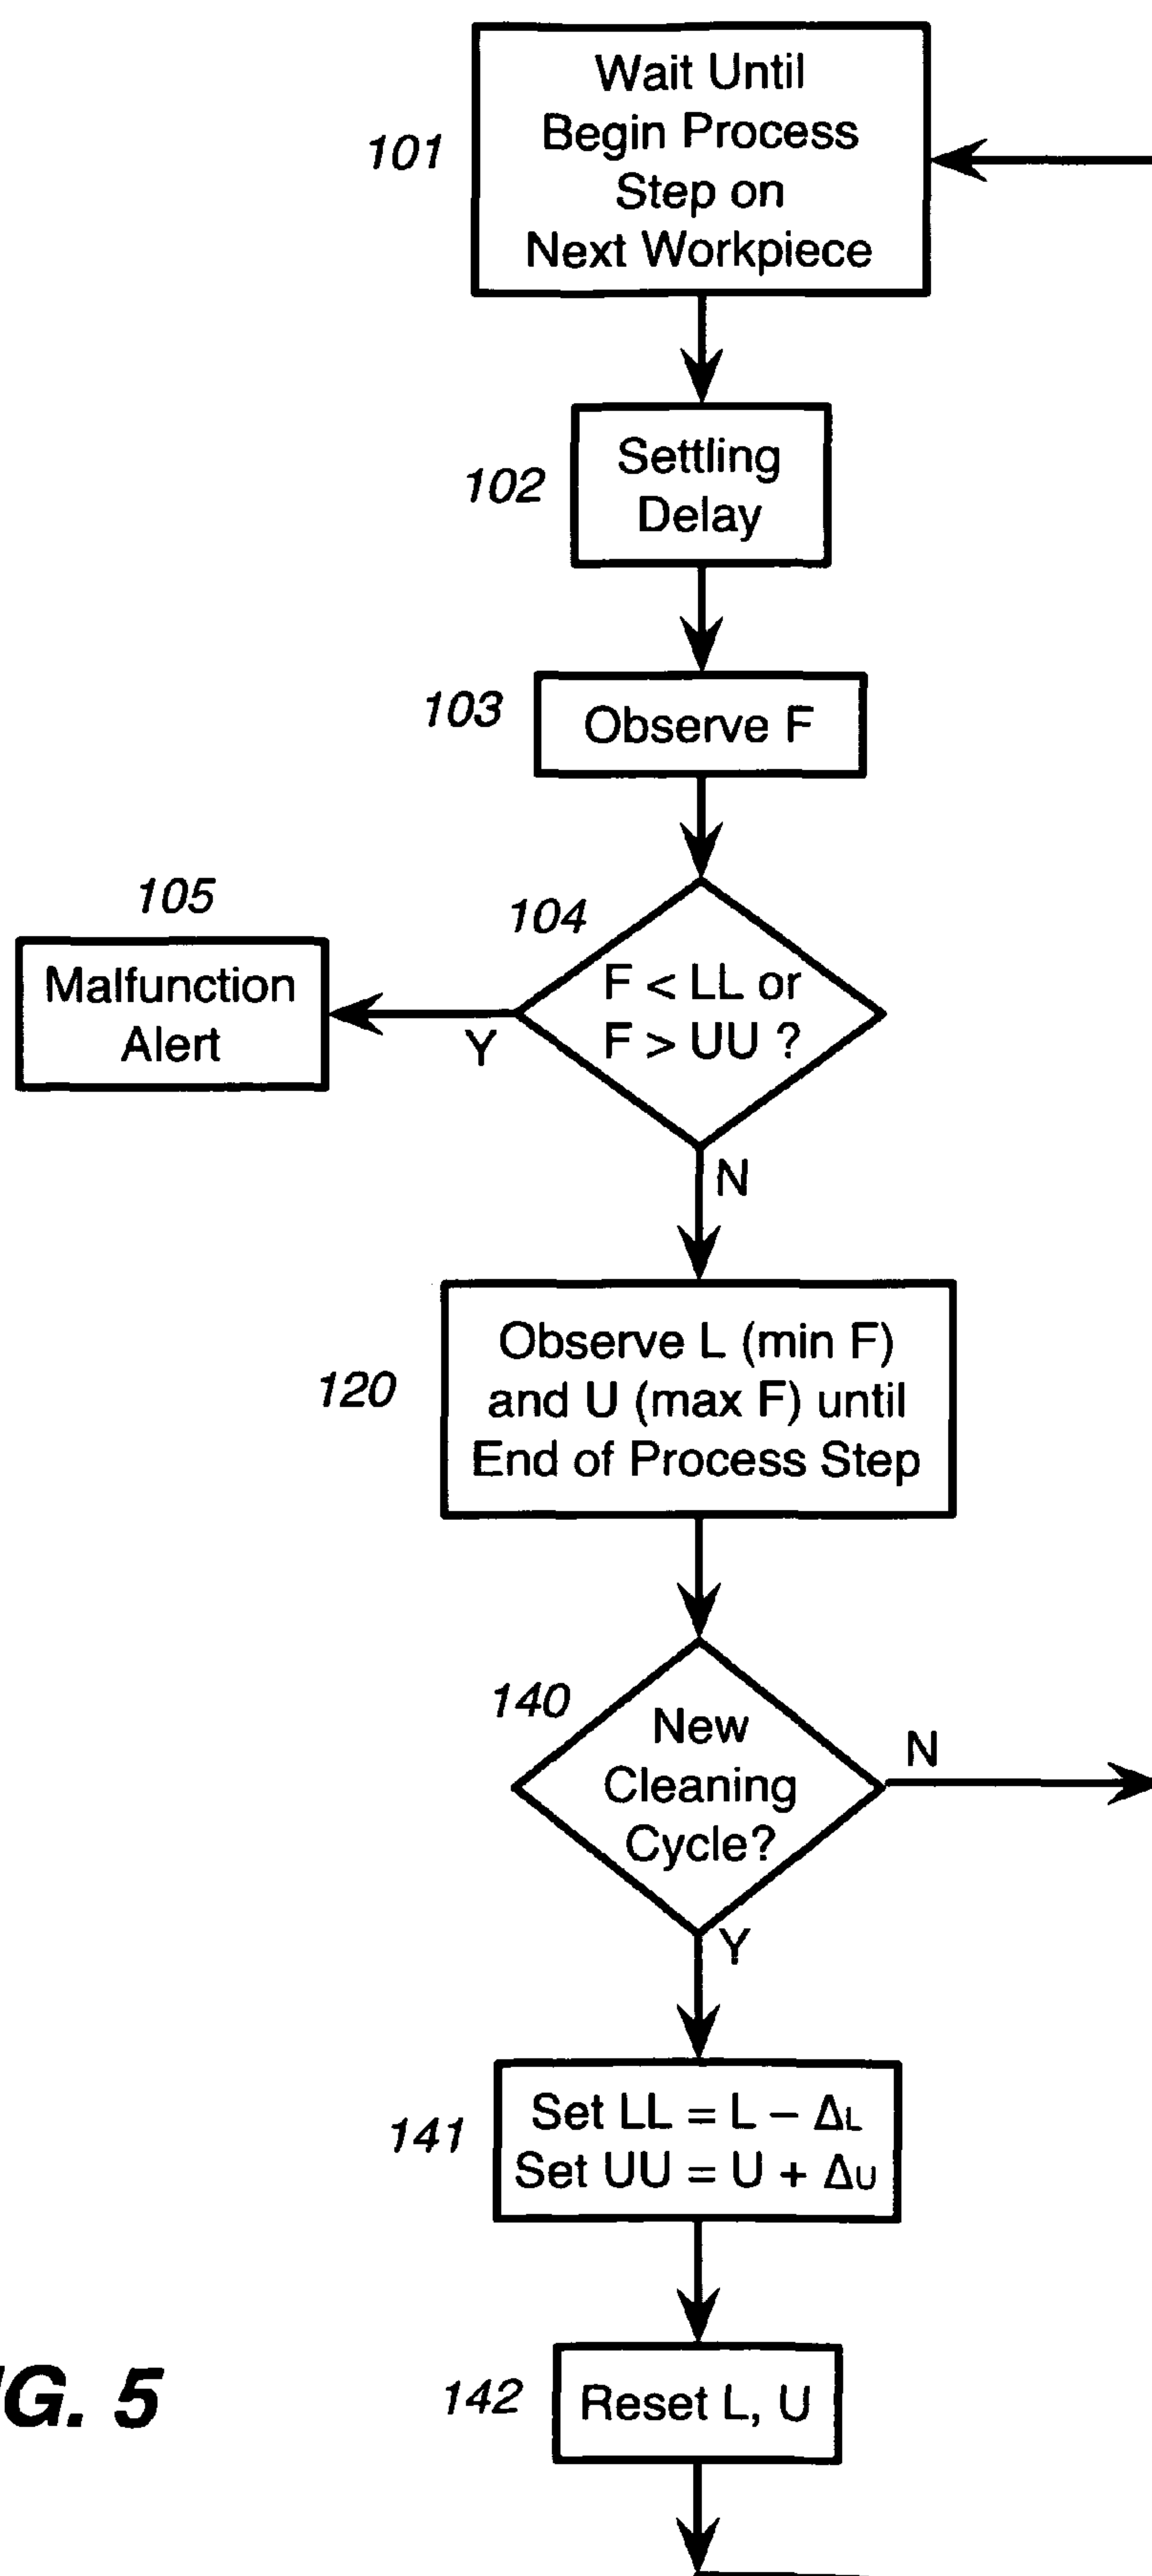 101
Wait Until
Begin Process
Step on
Next Workpiece
102
Settling
Delay
103
Observe F
104
F < LL or
F > UU ?
Y
105
Malfunction
Alert
N
120
Observe L (min F)
and U (max F) until
End of Process Step
140
New
Cleaning
Cycle?
N
Y
141
Set LL = L – ΔL
Set UU = U + ΔU
142
Reset L, U
G. 5